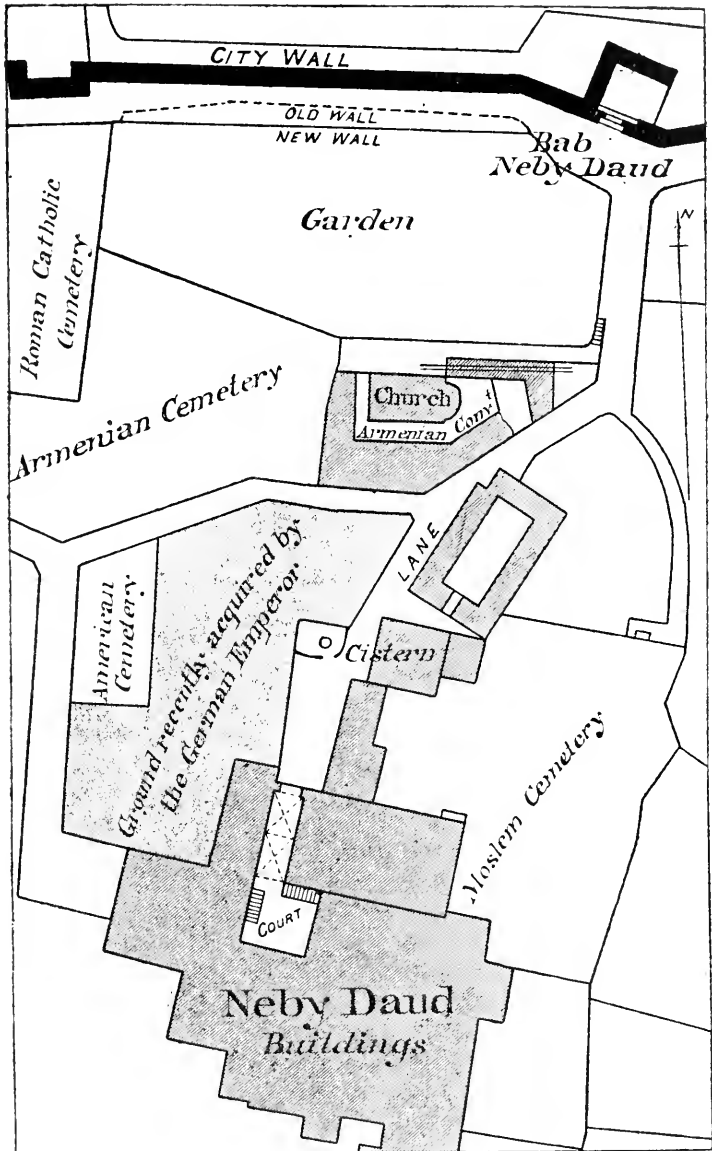 CITY WALL
OLD WALL
NEW WALL
Bab
Neby Daud
Garden
N
Roman Catholic
Cemetery
Armenian Cemetery
Church
Armenian Convt
LANE
American
Cemetery
Ground recently acquired by
the German Emperor
Cistern
Moslem Cemetery
COURT
Neby Daud
Buildings